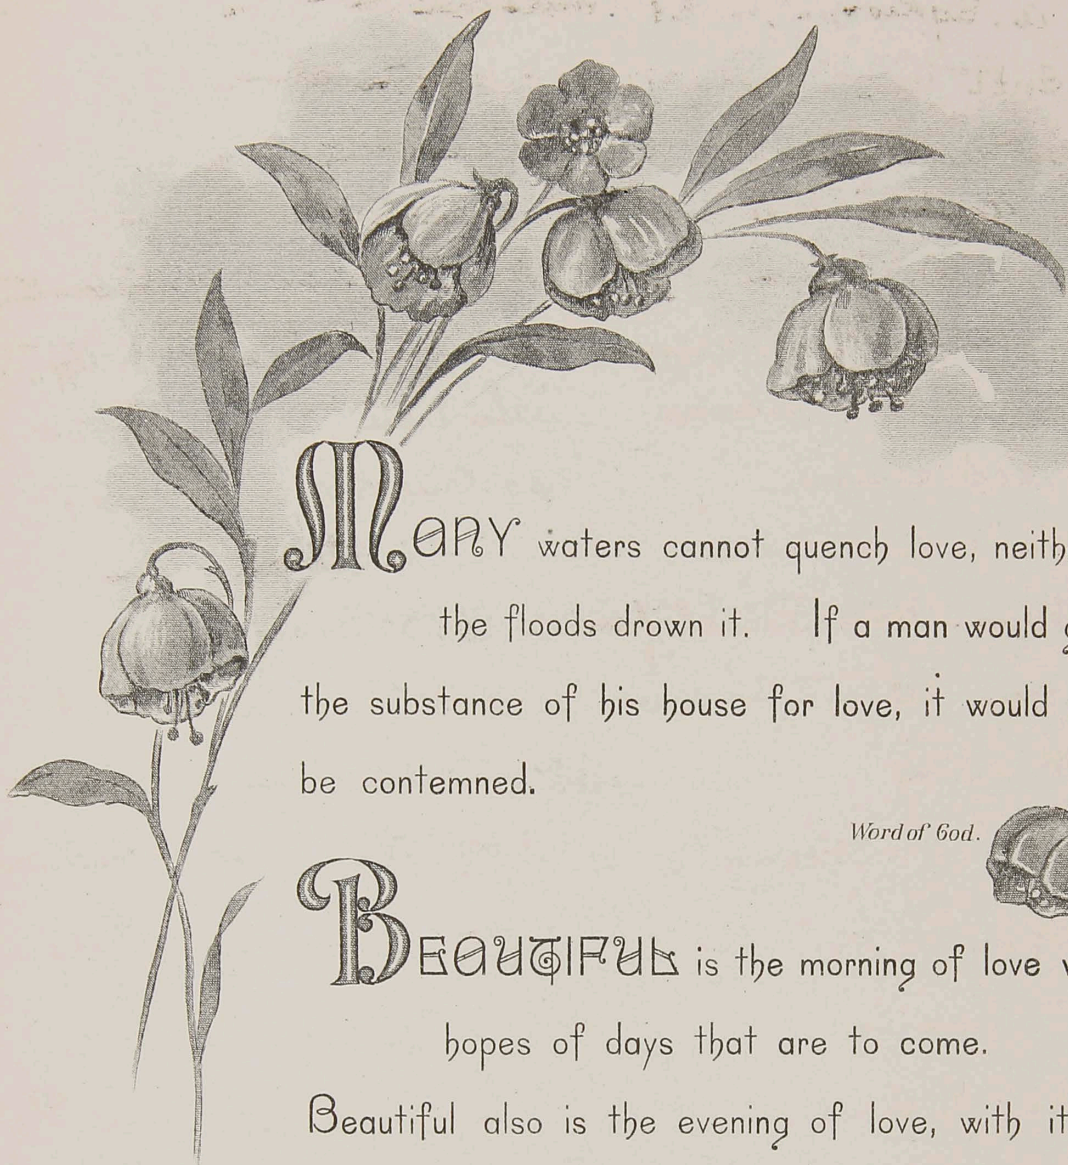 Many waters cannot quench love, neith
the floods drown it. If a man would g
the substance of his house for love, it would
be contemned.
Word of God.
BEAUTIFUL is the morning of love
hopes of days that are to come.
Beautiful also is the evening of love, with it